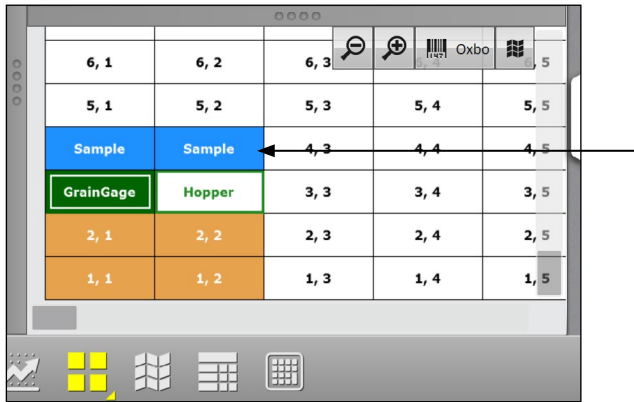 Oxbo
6, 1 6, 2 6, 3 6, 4 6, 5
5, 1 5, 2 5, 3 5, 4 5, 5
Sample Sample 4, 3 4, 4 4, 5
GrainGage Hopper 3, 3 3, 4 3, 5
2, 1 2, 2 2, 3 2, 4 2, 5
1, 1 1, 2 1, 3 1, 4 1, 5